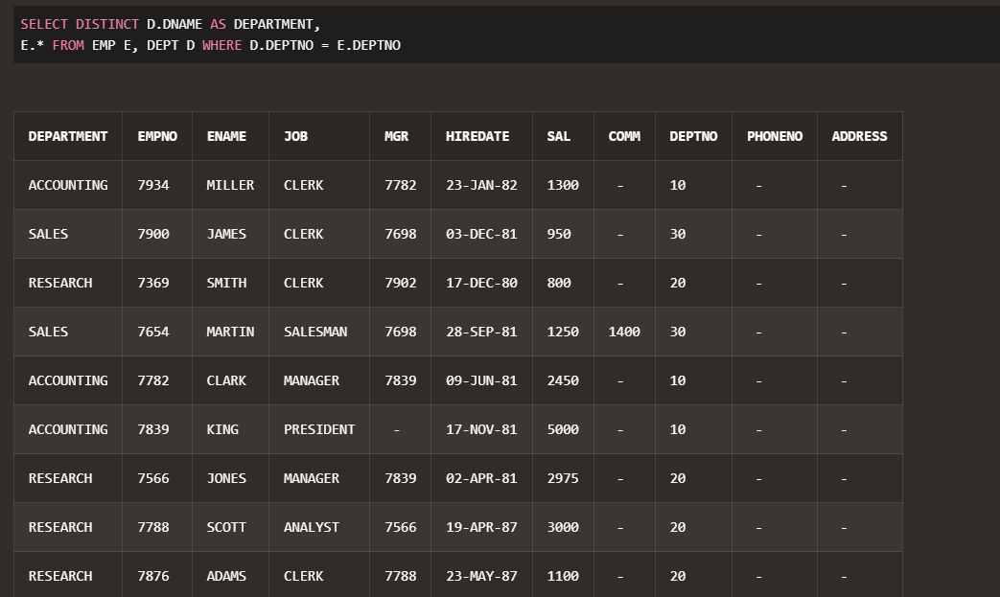 SELECT DISTINCT D.DNAME AS DEPARTMENT,
E.* FROM EMP E, DEPT D WHERE D.DEPTNO = E.DEPTNO
DEPARTMENT EMPNO ENAME JOB MGR HIREDATE SAL COMM DEPTNO PHONENO ADDRESS
ACCOUNTING 7934 MILLER CLERK 7782 23-JAN-82 1300 - 10 - -
SALES 7900 JAMES CLERK 7698 03-DEC-81 950 - 30 - -
RESEARCH 7369 SMITH CLERK 7902 17-DEC-80 800 - 20 - -
SALES 7654 MARTIN SALESMAN 7698 28-SEP-81 1250 1400 30 - -
ACCOUNTING 7782 CLARK MANAGER 7839 09-JUN-81 2450 - 10 - -
ACCOUNTING 7839 KING PRESIDENT - 17-NOV-81 5000 - 10 - -
RESEARCH 7566 JONES MANAGER 7839 02-APR-81 2975 - 20 - -
RESEARCH 7788 SCOTT ANALYST 7566 19-APR-87 3000 - 20 - -
RESEARCH 7876 ADAMS CLERK 7788 23-MAY-87 1100 - 20 - -